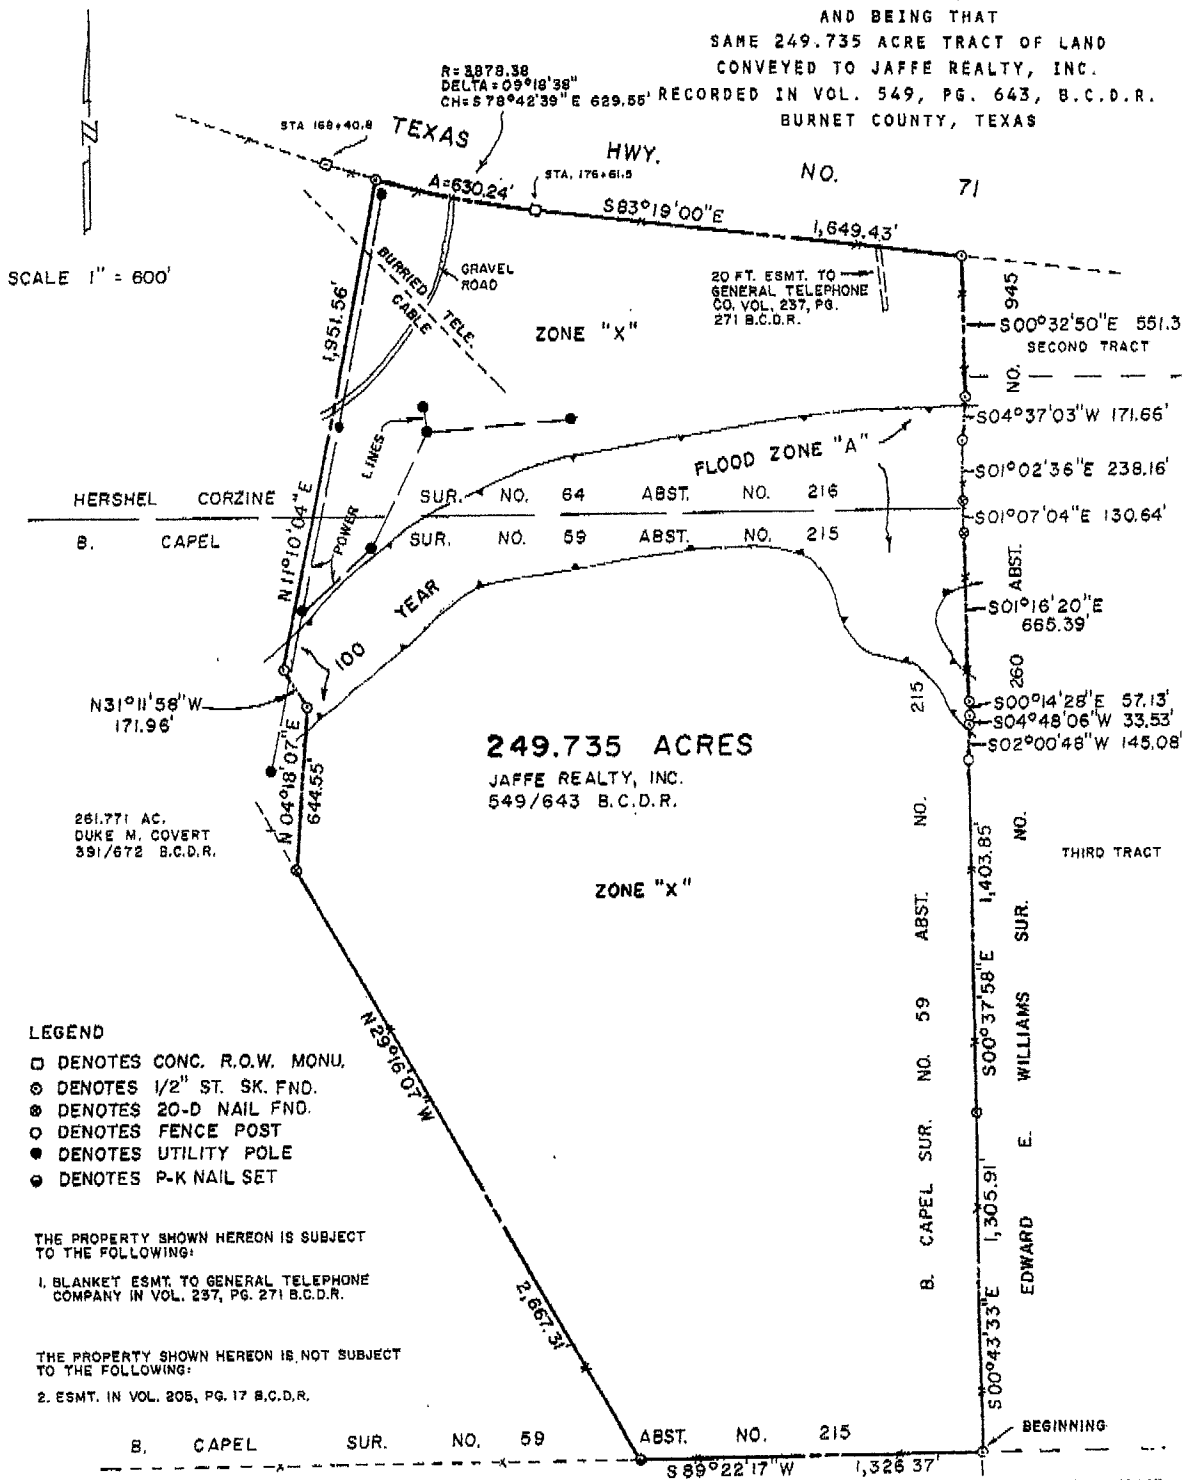 AND BEING THAT
SAME 249.735 ACRE TRACT OF LAND
CONVEYED TO JAFFE REALTY, INC.
RECORDED IN VOL. 549, PG. 643, B.C.D.R.
BURNET COUNTY, TEXAS
R=3878.38
DELTA=09°18'38"
CH=S78°42'39"E 629.55'
N
SCALE 1" = 600'
STA 168+40.8
TEXAS HWY. NO. 71
A=630.24'
STA. 176+61.5
S83°19'00"E 1,649.43'
GRAVEL
ROAD
BURRIED TELE.
CABLE
20 FT. ESMT. TO
GENERAL TELEPHONE
CO. VOL. 237, PG.
271 B.C.D.R.
ZONE "X"
945
S00°32'50"E 551.3
SECOND TRACT
S04°37'03"W 171.66'
S01°02'36"E 238.16'
S01°07'04"E 130.64'
S01°16'20"E
665.39'
S00°14'28"E 57.13'
S04°48'06"W 33.53'
S02°00'48"W 145.08'
N11°10'04"E 1,951.56'
POWER LINES
FLOOD ZONE "A"
100 YEAR
HERSHEL CORZINE SUR. NO. 64 ABST. NO. 216
B. CAPEL SUR. NO. 59 ABST. NO. 215
N31°11'58"W
171.96'
N04°18'07"E
644.55'
249.735 ACRES
JAFFE REALTY, INC.
549/643 B.C.D.R.
261.771 AC.
DUKE M. COVERT
391/672 B.C.D.R.
ZONE "X"
THIRD TRACT
B. CAPEL SUR. NO. 59 ABST. NO. 215
EDWARD E. WILLIAMS SUR. NO. 260 ABST. NO.
1,403.85
S00°37'58"E
1,305.91'
S00°43'33"E
N29°16'07"W
2,667.31'
LEGEND
DENOTES CONC. R.O.W. MONU.
DENOTES 1/2" ST. SK. FND.
DENOTES 20-D NAIL FND.
DENOTES FENCE POST
DENOTES UTILITY POLE
DENOTES P-K NAIL SET
THE PROPERTY SHOWN HEREON IS SUBJECT
TO THE FOLLOWING:
1. BLANKET ESMT. TO GENERAL TELEPHONE
COMPANY IN VOL. 237, PG. 271 B.C.D.R.
THE PROPERTY SHOWN HEREON IS NOT SUBJECT
TO THE FOLLOWING:
2. ESMT. IN VOL. 205, PG. 17 B.C.D.R.
BEGINNING
B. CAPEL SUR. NO. 59 ABST. NO. 215
S89°22'17"W 1,326.37'